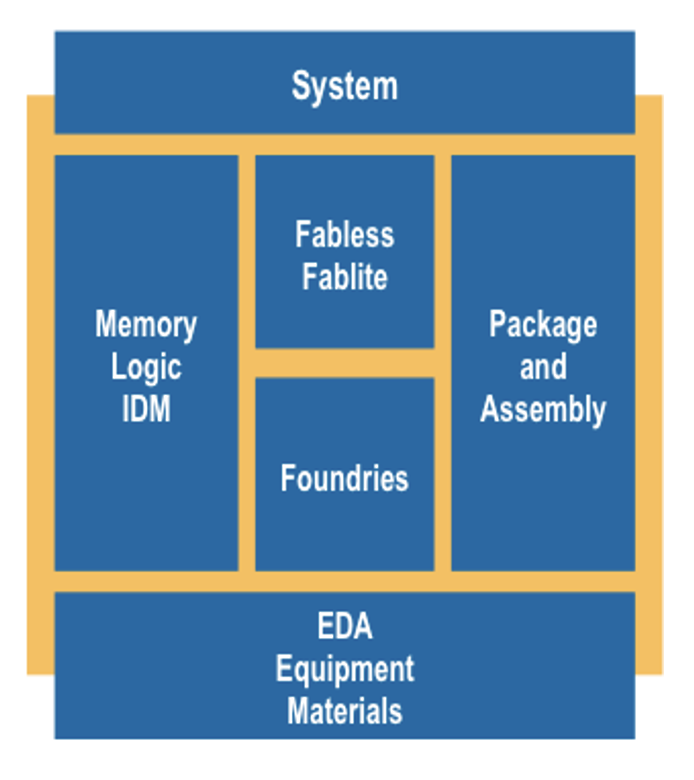 System
Fabless
Fablite
Memory
Logic
IDM
Package
and
Assembly
Foundries
EDA
Equipment
Materials